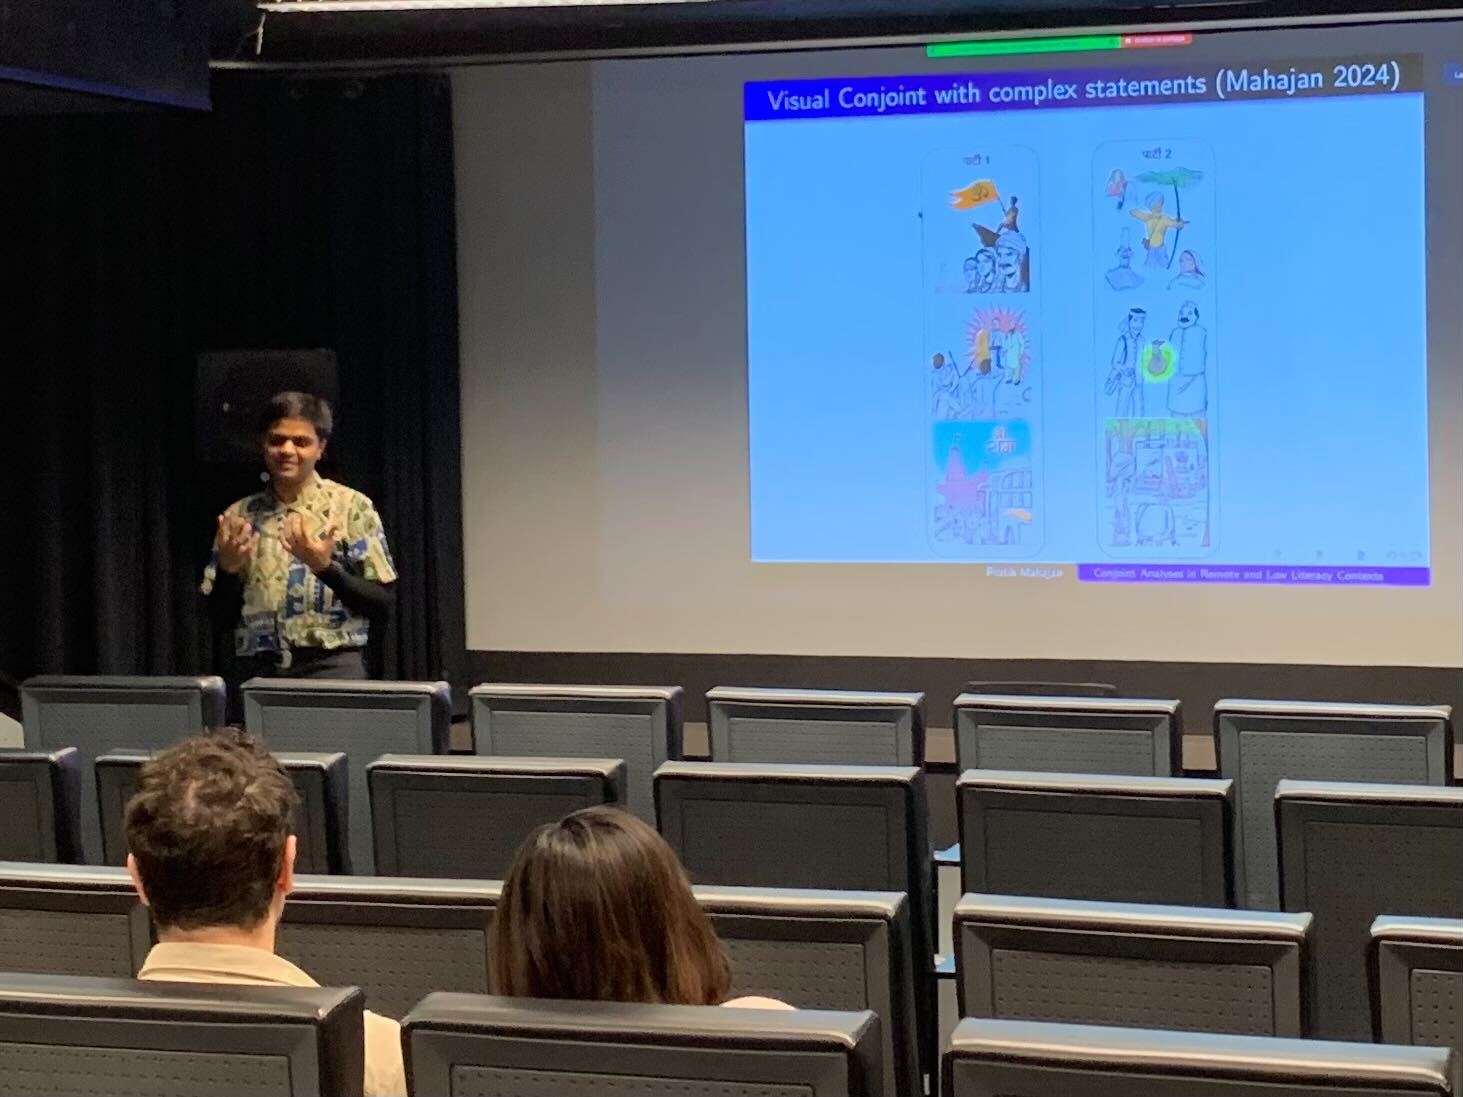 Visual Conjoint with complex statements (Mahajan 2024)
पार्टी 1
पार्टी 2
Pratik Mahajan
Conjoint Analyses in Remote and Low Literacy Contexts